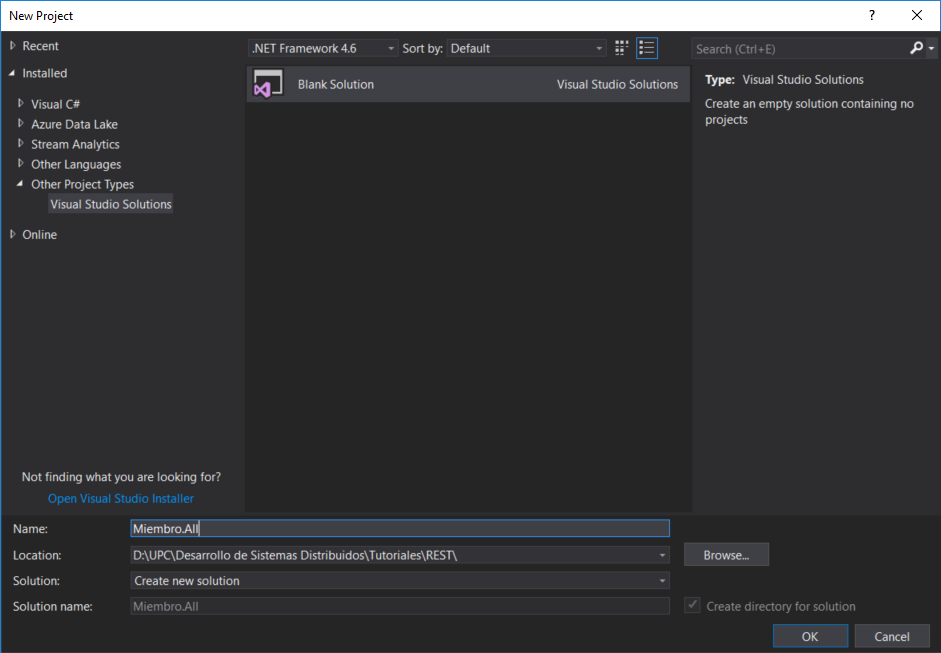 New Project
?
Recent
.NET Framework 4.6
Sort by:
Default
Search (Ctrl+E)
Installed
Visual C#
Azure Data Lake
Stream Analytics
Other Languages
Other Project Types
Visual Studio Solutions
Online
Blank Solution
Visual Studio Solutions
Type: Visual Studio Solutions
Create an empty solution containing no
projects
Not finding what you are looking for?
Open Visual Studio Installer
Name:
Miembro.All
Location:
D:\UPC\Desarrollo de Sistemas Distribuidos\Tutoriales\REST\
Browse...
Solution:
Create new solution
Solution name:
Miembro.All
Create directory for solution
OK
Cancel